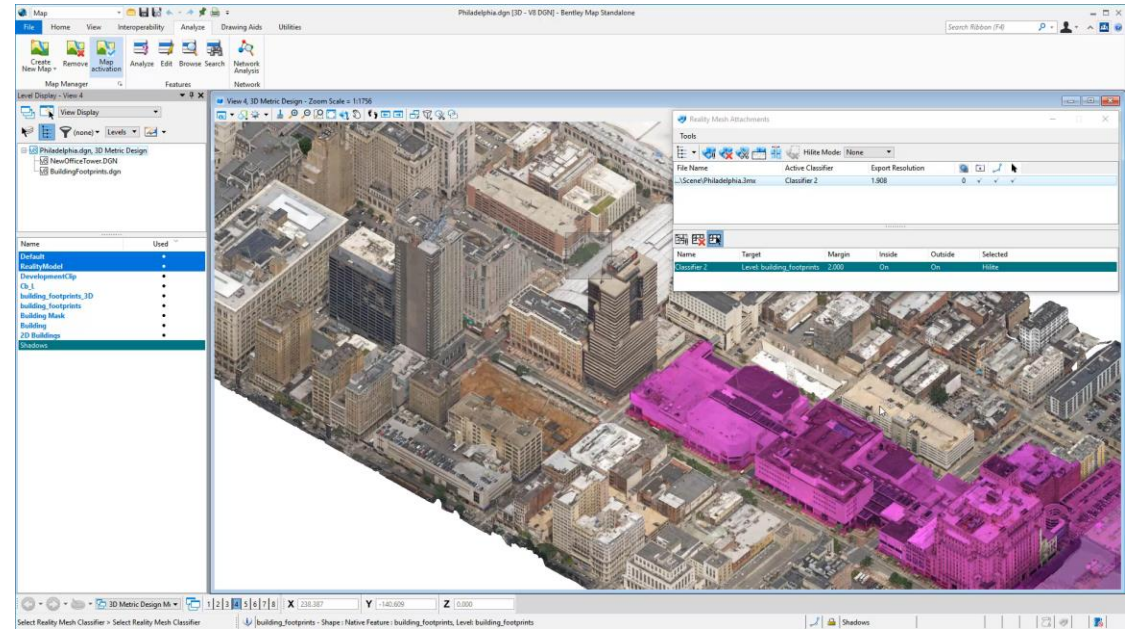 Map
Philadelphia.dgn [3D - V8 DGN] - Bentley Map Standalone
File Home View Interoperability Analyze Drawing Aids Utilities
Search Ribbon (F4)
Create New Map
Remove
Map activation
Analyze Edit Browse Search
Network Analysis
Map Manager Features Network
Level Display - View 4
View Display
(none) Levels
Philadelphia.dgn, 3D Metric Design
NewOfficeTower.DGN
BuildingFootprints.dgn
Name Used
Default
RealityModel
DevelopmentClip
Cb_L
building_footprints_3D
building_footprints
Building Mask
Building
2D Buildings
Shadows
View 4, 3D Metric Design - Zoom Scale = 1:1756
Reality Mesh Attachments
Tools
Hilite Mode: None
File Name Active Classifier Export Resolution
...\Scene\Philadelphia.3mx Classifier 2 1.908 0
Name Target Margin Inside Outside Selected
Classifier 2 Level: building_footprints 2.000 On On Hilite
3D Metric Design M
1 2 3 4 5 6 7 8
X 238.387 Y -140.609 Z 0.000
Select Reality Mesh Classifier > Select Reality Mesh Classifier
building_footprints - Shape : Native Feature : building_footprints, Level: building_footprints
Shadows